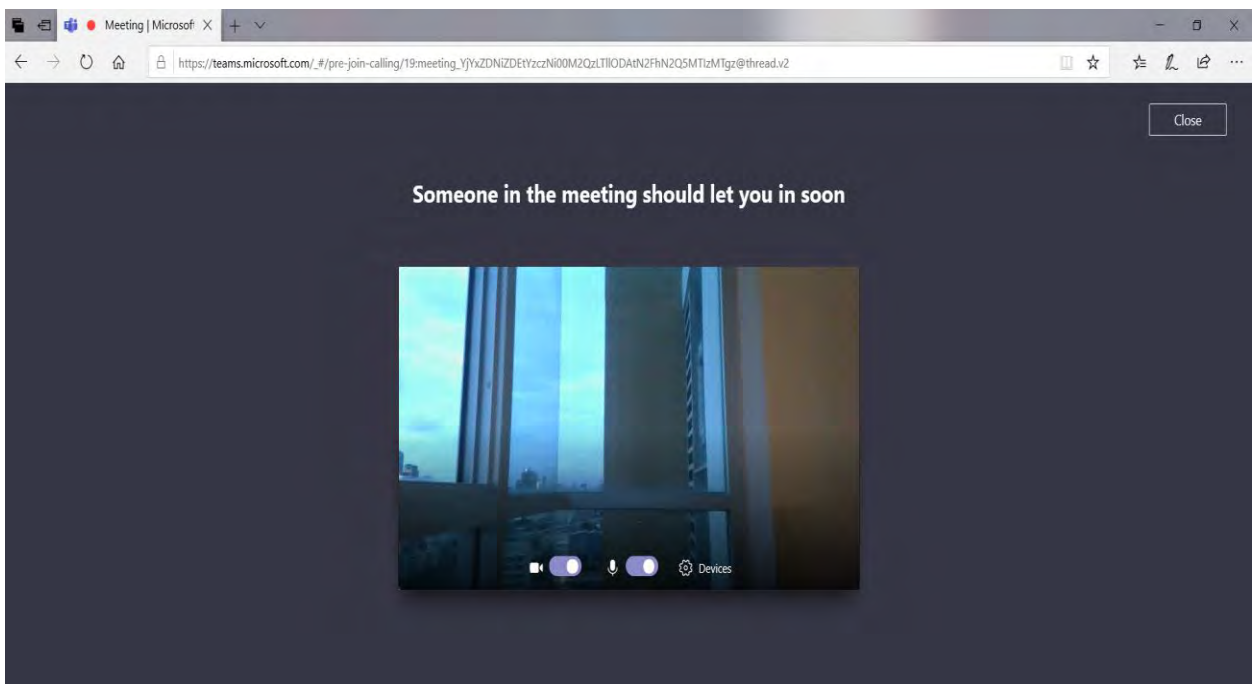 Meeting | Microsof
https://teams.microsoft.com/_#/pre-join-calling/19:meeting_YjYxZDNiZDEtYzczNi00M2QzLTllODAtN2FhN2Q5MTIzMTgz@thread.v2
Close
Someone in the meeting should let you in soon
Devices